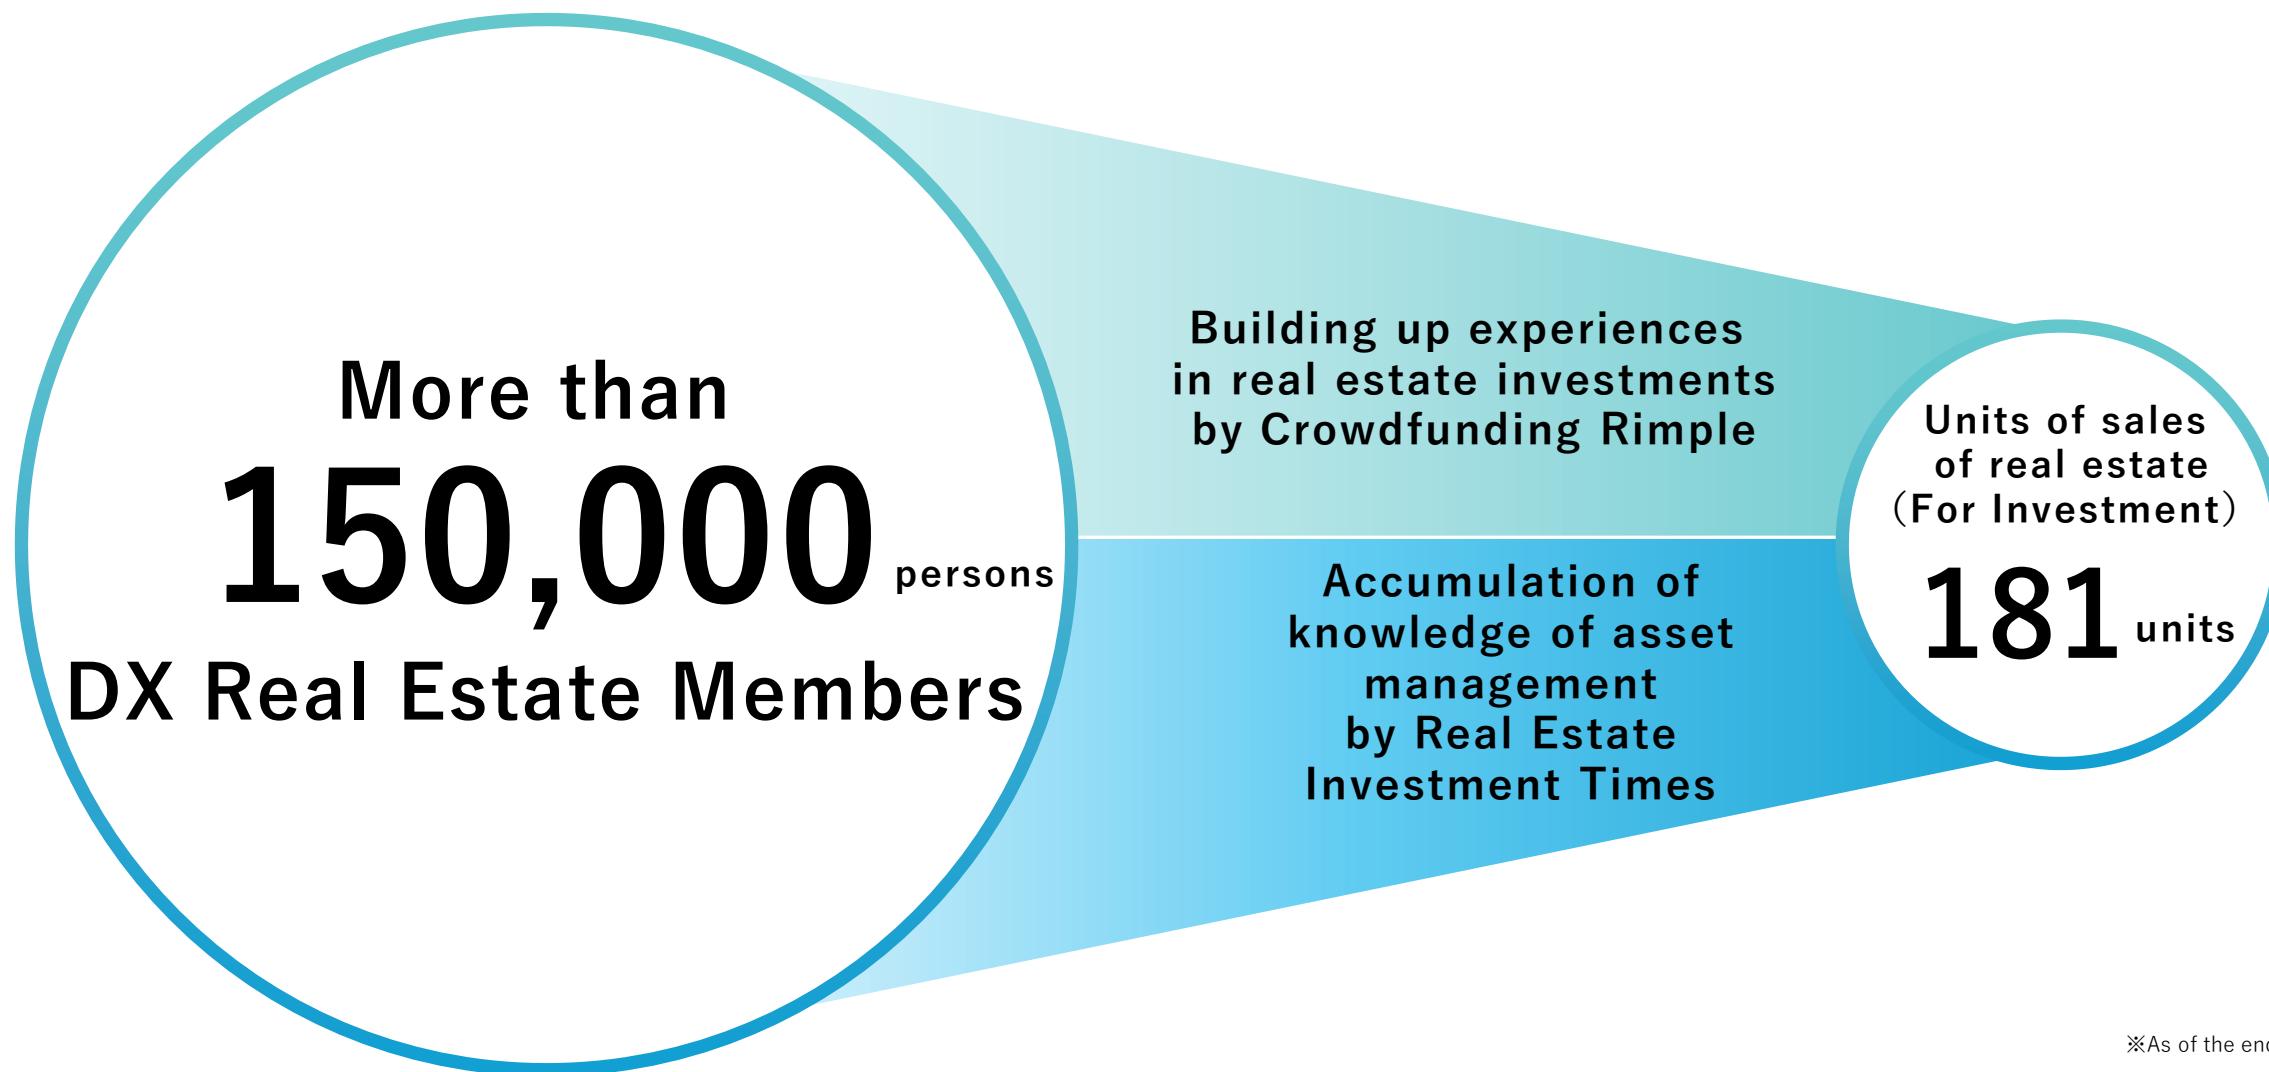 More than
150,000 persons
DX Real Estate Members
Building up experiences
in real estate investments
by Crowdfunding Rimple
Accumulation of
knowledge of asset
management
by Real Estate
Investment Times
Units of sales
of real estate
(For Investment)
181 units
※As of the